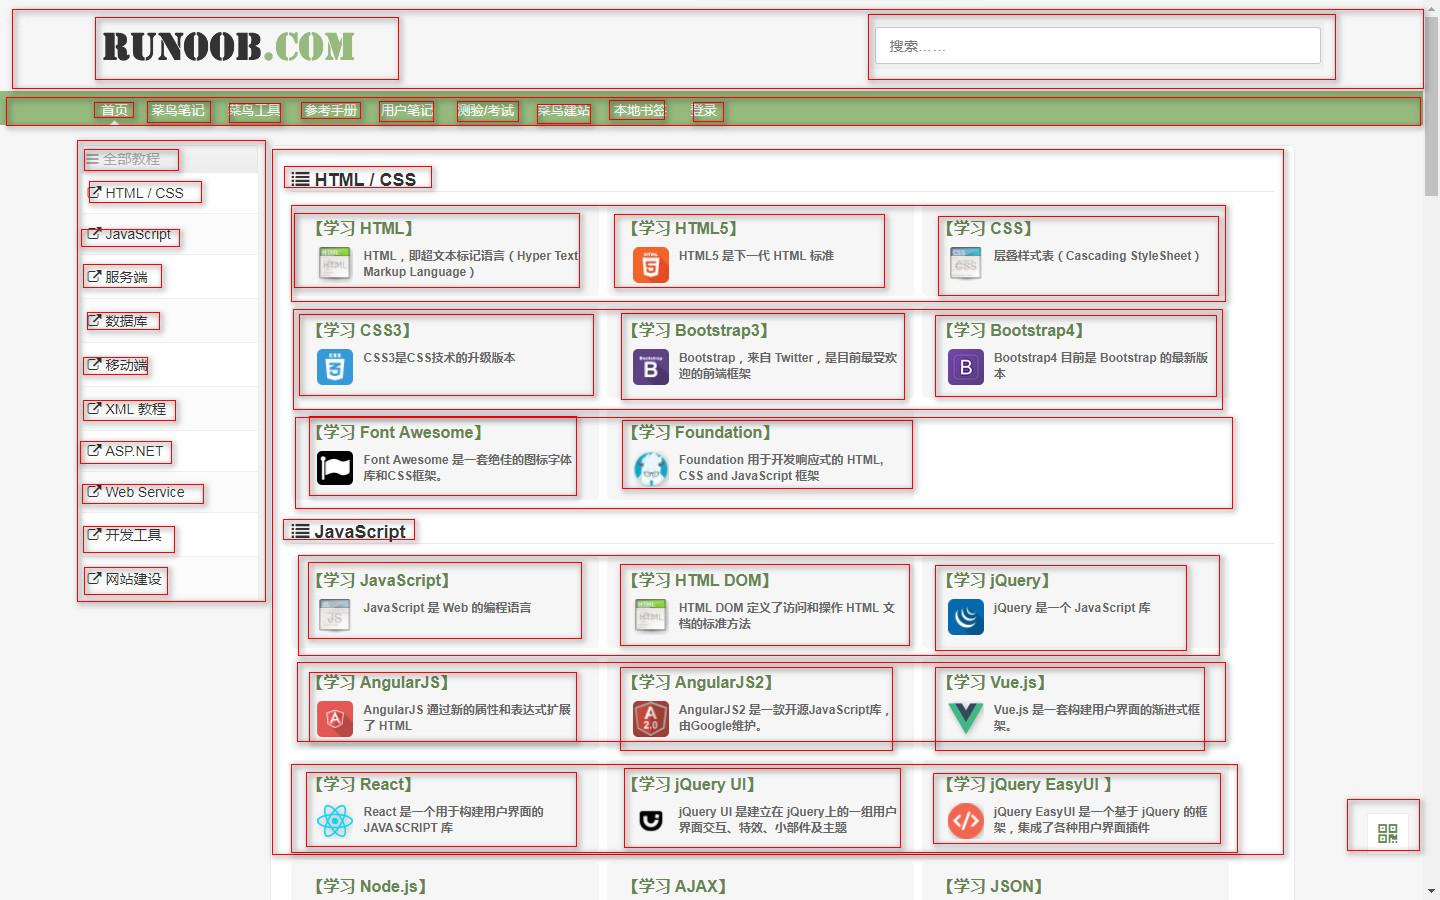 RUNOOB.COM
搜索……
首页 菜鸟笔记 菜鸟工具 参考手册 用户笔记 测验/考试 菜鸟建站 本地书签 登录
全部教程
HTML / CSS
JavaScript
服务端
数据库
移动端
XML 教程
ASP.NET
Web Service
开发工具
网站建设
HTML / CSS
【学习 HTML】
HTML，即超文本标记语言（Hyper Text
Markup Language）
【学习 HTML5】
HTML5 是下一代 HTML 标准
【学习 CSS】
层叠样式表（Cascading StyleSheet）
【学习 CSS3】
CSS3是CSS技术的升级版本
【学习 Bootstrap3】
Bootstrap，来自 Twitter，是目前最受欢
迎的前端框架
【学习 Bootstrap4】
Bootstrap4 目前是 Bootstrap 的最新版
本
【学习 Font Awesome】
Font Awesome 是一套绝佳的图标字体
库和CSS框架。
【学习 Foundation】
Foundation 用于开发响应式的 HTML,
CSS and JavaScript 框架
JavaScript
【学习 JavaScript】
JavaScript 是 Web 的编程语言
【学习 HTML DOM】
HTML DOM 定义了访问和操作 HTML 文
档的标准方法
【学习 jQuery】
jQuery 是一个 JavaScript 库
【学习 AngularJS】
AngularJS 通过新的属性和表达式扩展
了 HTML
【学习 AngularJS2】
AngularJS2 是一款开源JavaScript库，
由Google维护。
【学习 Vue.js】
Vue.js 是一套构建用户界面的渐进式框
架。
【学习 React】
React 是一个用于构建用户界面的
JAVASCRIPT 库
【学习 jQuery UI】
jQuery UI 是建立在 jQuery上的一组用户
界面交互、特效、小部件及主题
【学习 jQuery EasyUI 】
jQuery EasyUI 是一个基于 jQuery 的框
架，集成了各种用户界面插件
【学习 Node.js】
【学习 AJAX】
【学习 JSON】